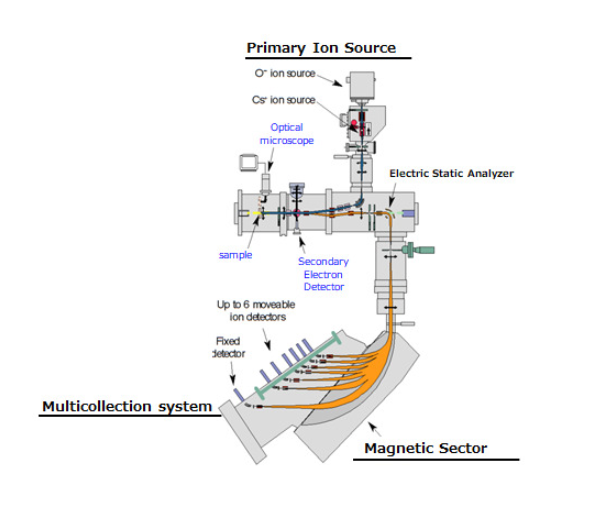 Primary Ion Source
O⁻ ion source
Cs⁺ ion source
Optical
microscope
Electric Static Analyzer
sample
Secondary
Electron
Detector
Up to 6 moveable
ion detectors
Fixed
detector
Multicollection system
Magnetic Sector